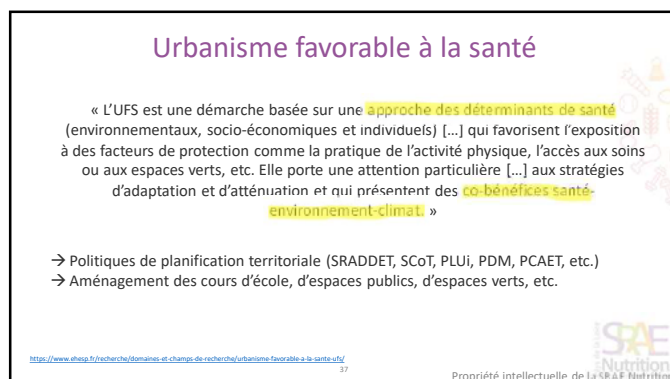 Urbanisme favorable à la santé
« L’UFS est une démarche basée sur une approche des déterminants de santé
(environnementaux, socio-économiques et individuels) […] qui favorisent l’exposition
à des facteurs de protection comme la pratique de l’activité physique, l’accès aux soins
ou aux espaces verts, etc. Elle porte une attention particulière […] aux stratégies
d’adaptation et d’atténuation et qui présentent des co-bénéfices santé-
environnement-climat. »
→ Politiques de planification territoriale (SRADDET, SCoT, PLUi, PDM, PCAET, etc.)
→ Aménagement des cours d’école, d’espaces publics, d’espaces verts, etc.
https://www.ehesp.fr/recherche/domaines-et-champs-de-recherche/urbanisme-favorable-a-la-sante-ufs/
37
SRAE
Nutrition
Propriété intellectuelle de la SRAE Nutrition